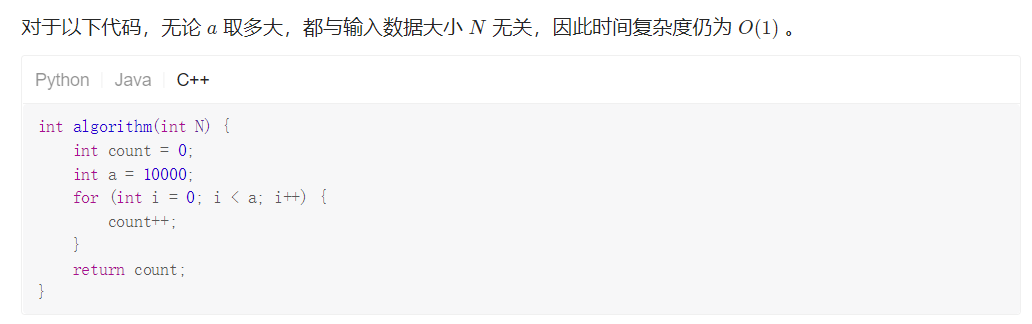 对于以下代码，无论 a 取多大，都与输入数据大小 N 无关，因此时间复杂度仍为 O(1) 。
Python Java C++
int algorithm(int N) {
    int count = 0;
    int a = 10000;
    for (int i = 0; i < a; i++) {
        count++;
    }
    return count;
}